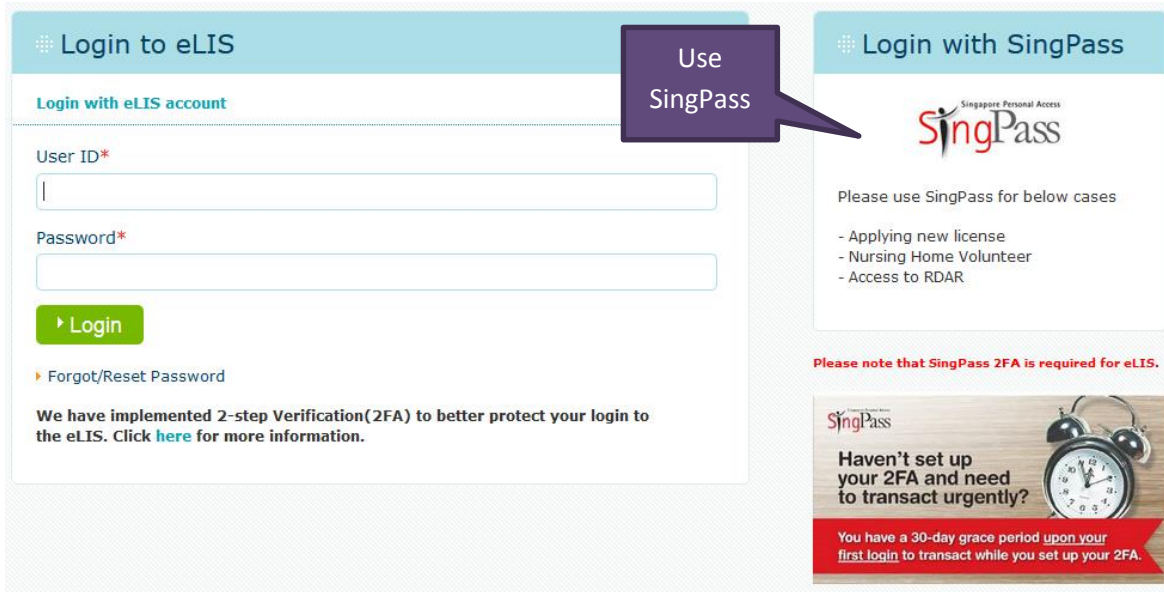 Login to eLIS
Login with eLIS account
User ID*
Password*
Login
Forgot/Reset Password
We have implemented 2-step Verification(2FA) to better protect your login to
the eLIS. Click here for more information.
Use
SingPass
Login with SingPass
Singapore Personal Access
SingPass
Please use SingPass for below cases
- Applying new license
- Nursing Home Volunteer
- Access to RDAR
Please note that SingPass 2FA is required for eLIS.
SingPass
Haven't set up
your 2FA and need
to transact urgently?
You have a 30-day grace period upon your
first login to transact while you set up your 2FA.